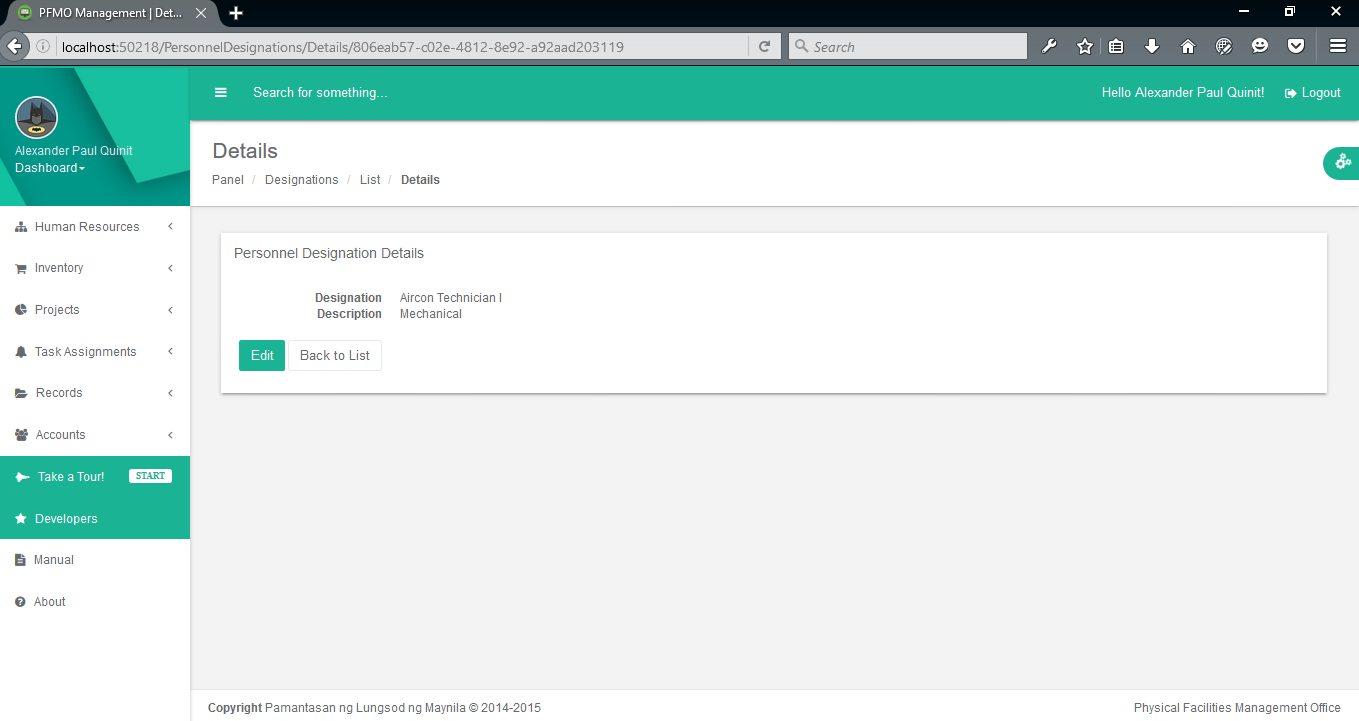 PFMO Management | Det...
localhost:50218/PersonnelDesignations/Details/806eab57-c02e-4812-8e92-a92aad203119
Search
Search for something...
Hello Alexander Paul Quinit!
Logout
Alexander Paul Quinit
Dashboard
Human Resources
Inventory
Projects
Task Assignments
Records
Accounts
Take a Tour! START
Developers
Manual
About
Details
Panel / Designations / List / Details
Personnel Designation Details
Designation Aircon Technician I
Description Mechanical
Edit Back to List
Copyright Pamantasan ng Lungsod ng Maynila © 2014-2015
Physical Facilities Management Office